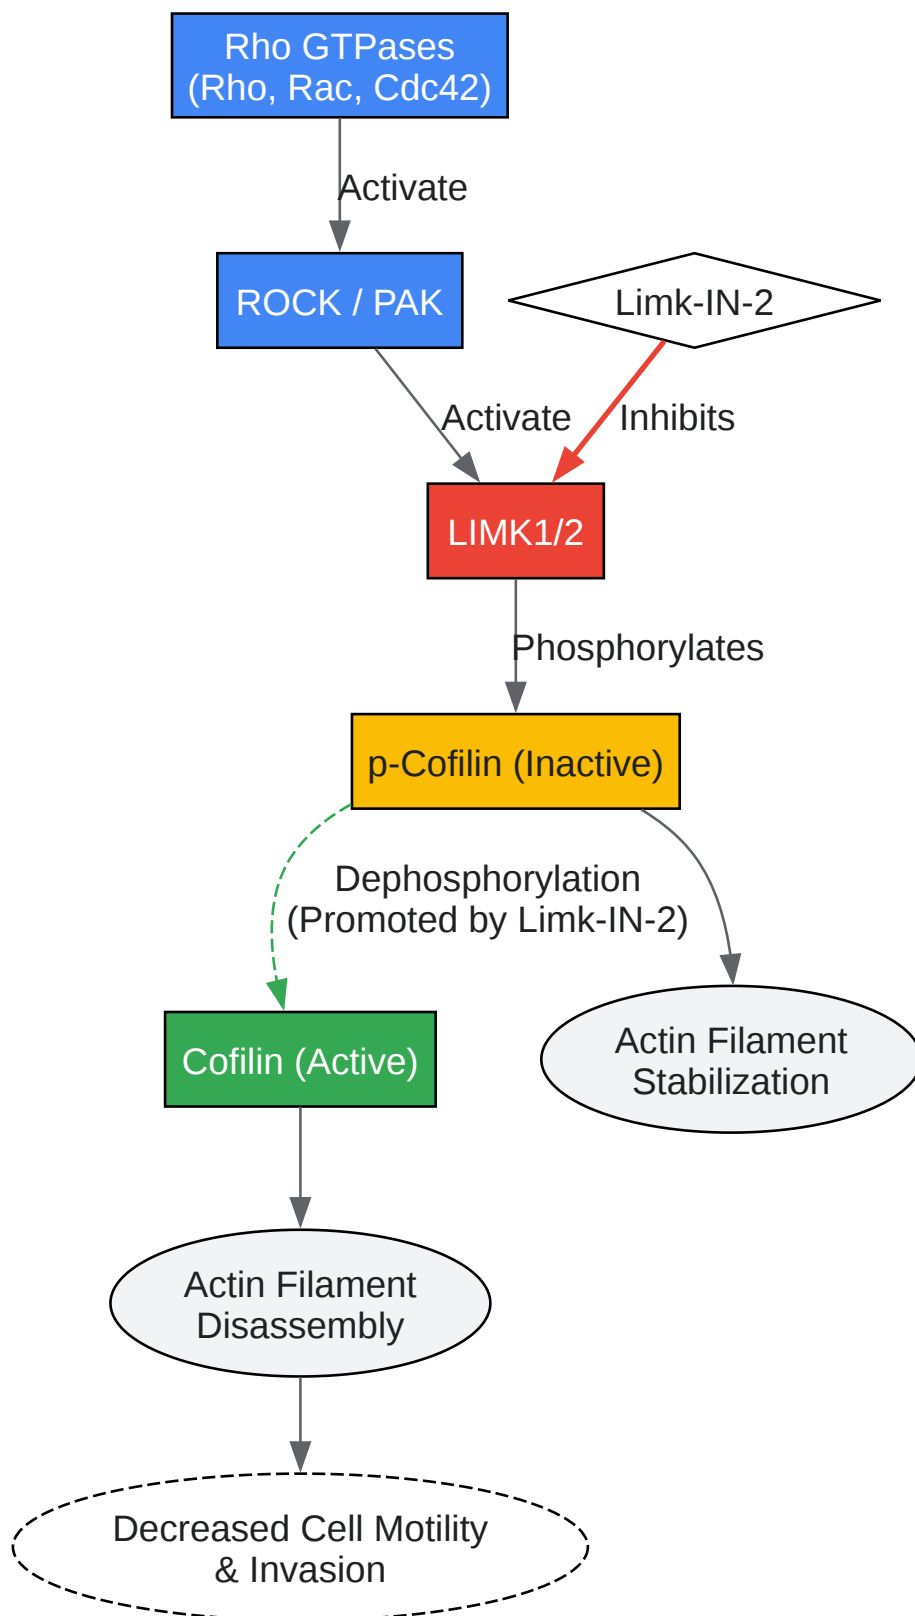 Rho GTPases
(Rho, Rac, Cdc42)
Activate
ROCK / PAK
Limk-IN-2
Activate
Inhibits
LIMK1/2
Phosphorylates
p-Cofilin (Inactive)
Dephosphorylation
(Promoted by Limk-IN-2)
Cofilin (Active)
Actin Filament
Stabilization
Actin Filament
Disassembly
Decreased Cell Motility
& Invasion